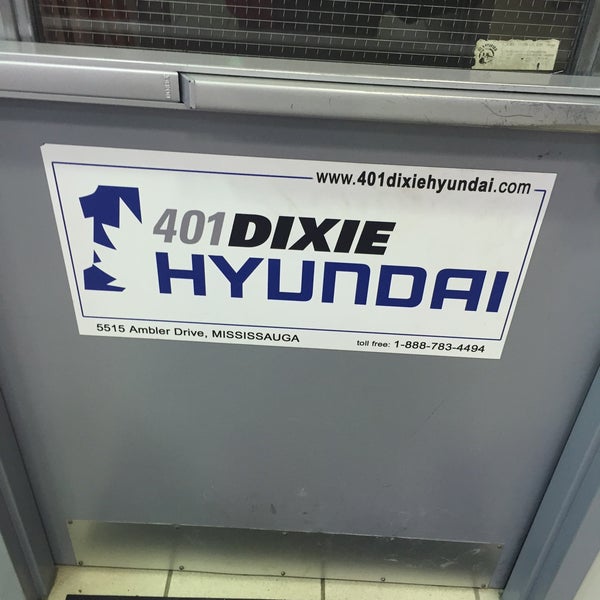 www.401dixiehyundai.com
401DIXIE
HYUNDAI
5515 Ambler Drive, MISSISSAUGA
toll free: 1-888-783-4494